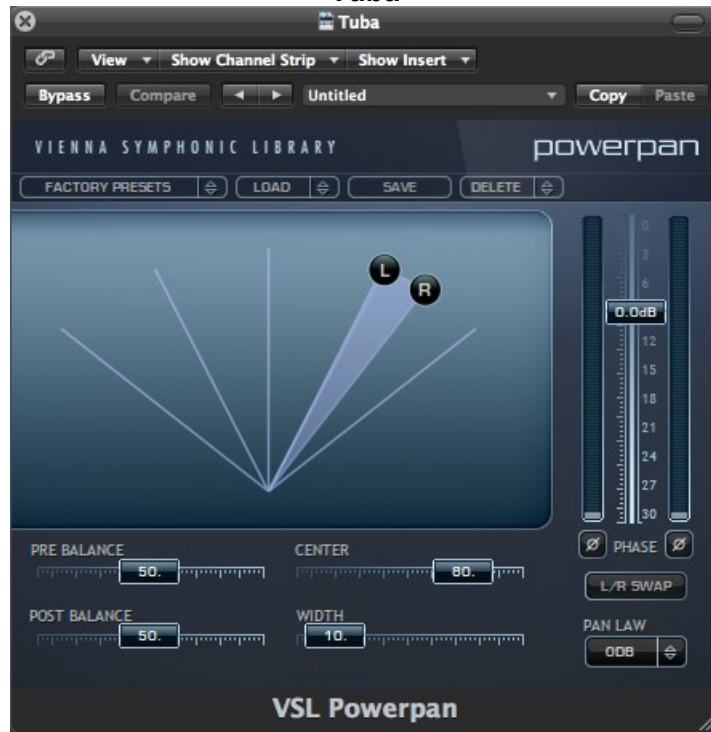 Tuba
View Show Channel Strip Show Insert
Bypass Compare Untitled Copy Paste
VIENNA SYMPHONIC LIBRARY powerpan
FACTORY PRESETS LOAD SAVE DELETE
L
R
0
3
6
0.0dB
12
15
18
21
24
27
30
Ø PHASE Ø
L/R SWAP
PAN LAW
0DB
PRE BALANCE CENTER
50. 80.
POST BALANCE WIDTH
50. 10.
VSL Powerpan